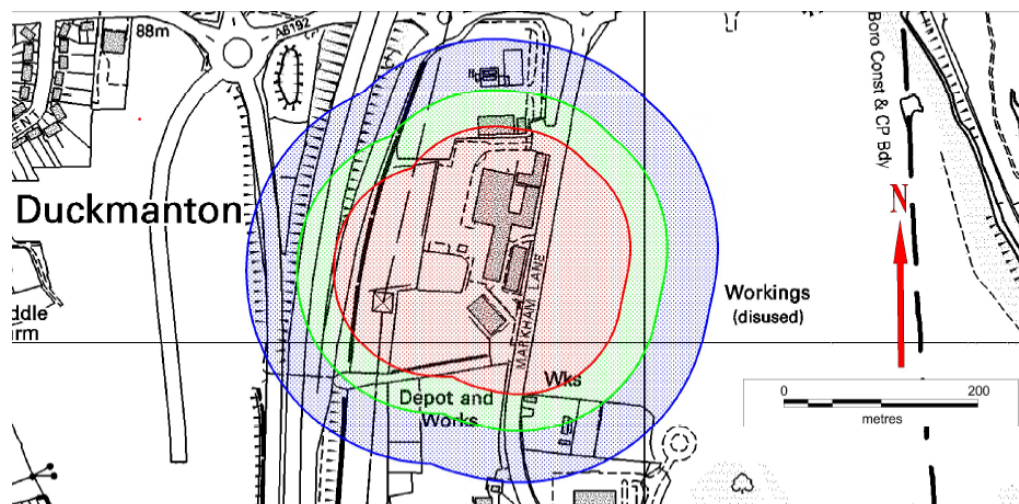 88m
A6192
ENT
Duckmanton
Boro Const & CP Bdy
N
MARKHAM LANE
Workings
(disused)
ddle
rm
Depot and
Works
Wks
0
200
metres